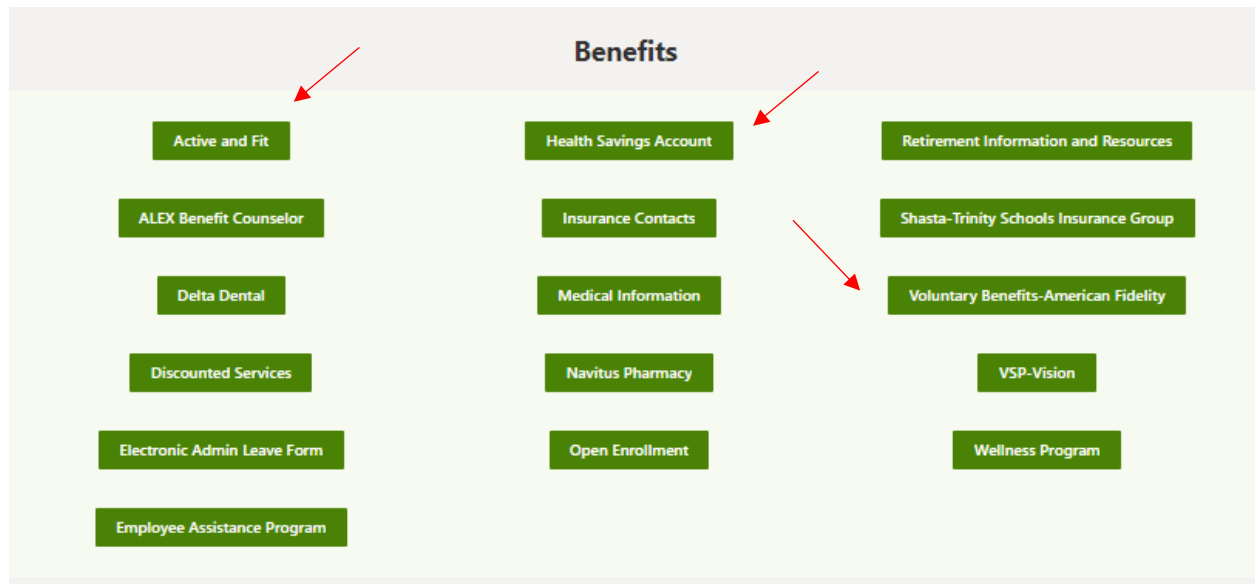 Benefits
Active and Fit
Health Savings Account
Retirement Information and Resources
ALEX Benefit Counselor
Insurance Contacts
Shasta-Trinity Schools Insurance Group
Delta Dental
Medical Information
Voluntary Benefits-American Fidelity
Discounted Services
Navitus Pharmacy
VSP-Vision
Electronic Admin Leave Form
Open Enrollment
Wellness Program
Employee Assistance Program